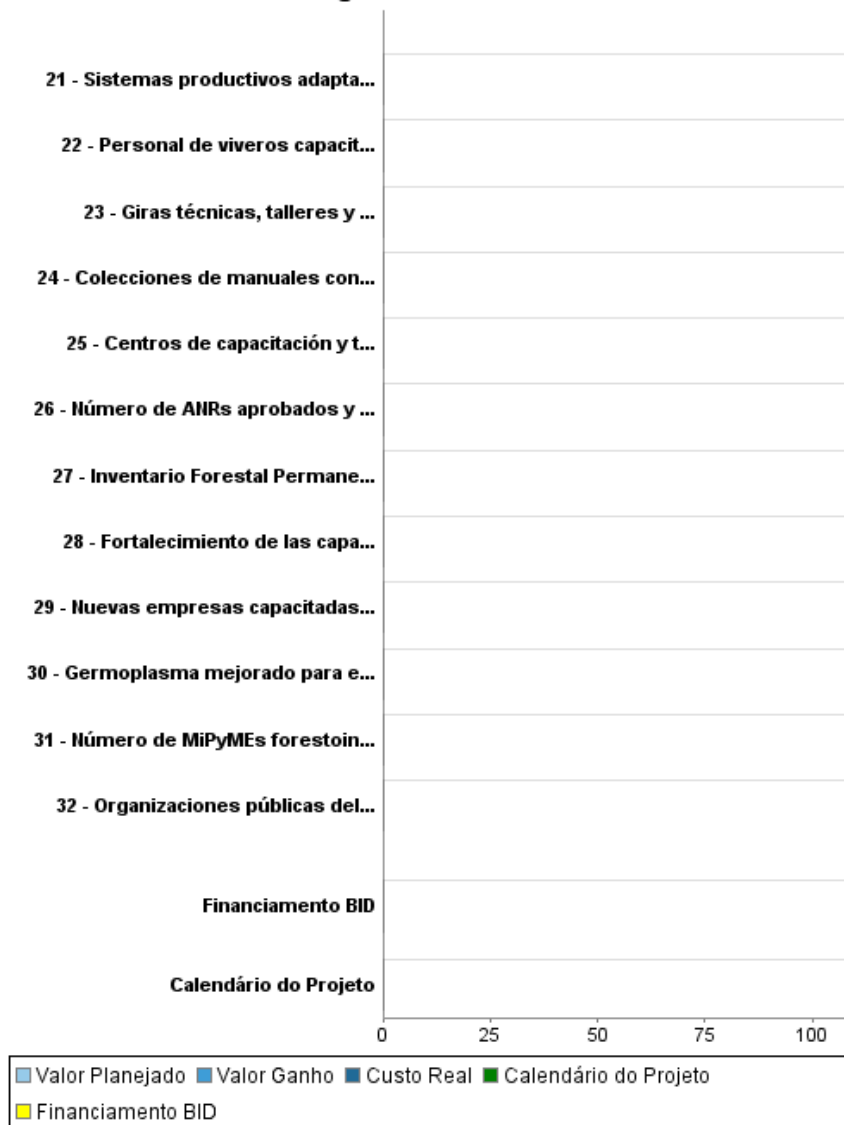 21 - Sistemas productivos adapta...
22 - Personal de viveros capacit...
23 - Giras técnicas, talleres y ...
24 - Colecciones de manuales con...
25 - Centros de capacitación y t...
26 - Número de ANRs aprobados y ...
27 - Inventario Forestal Permane...
28 - Fortalecimiento de las capa...
29 - Nuevas empresas capacitadas...
30 - Germoplasma mejorado para e...
31 - Número de MiPyMEs forestoin...
32 - Organizaciones públicas del...
Financiamento BID
Calendário do Projeto
0 25 50 75 100
Valor Planejado Valor Ganho Custo Real Calendário do Projeto
Financiamento BID